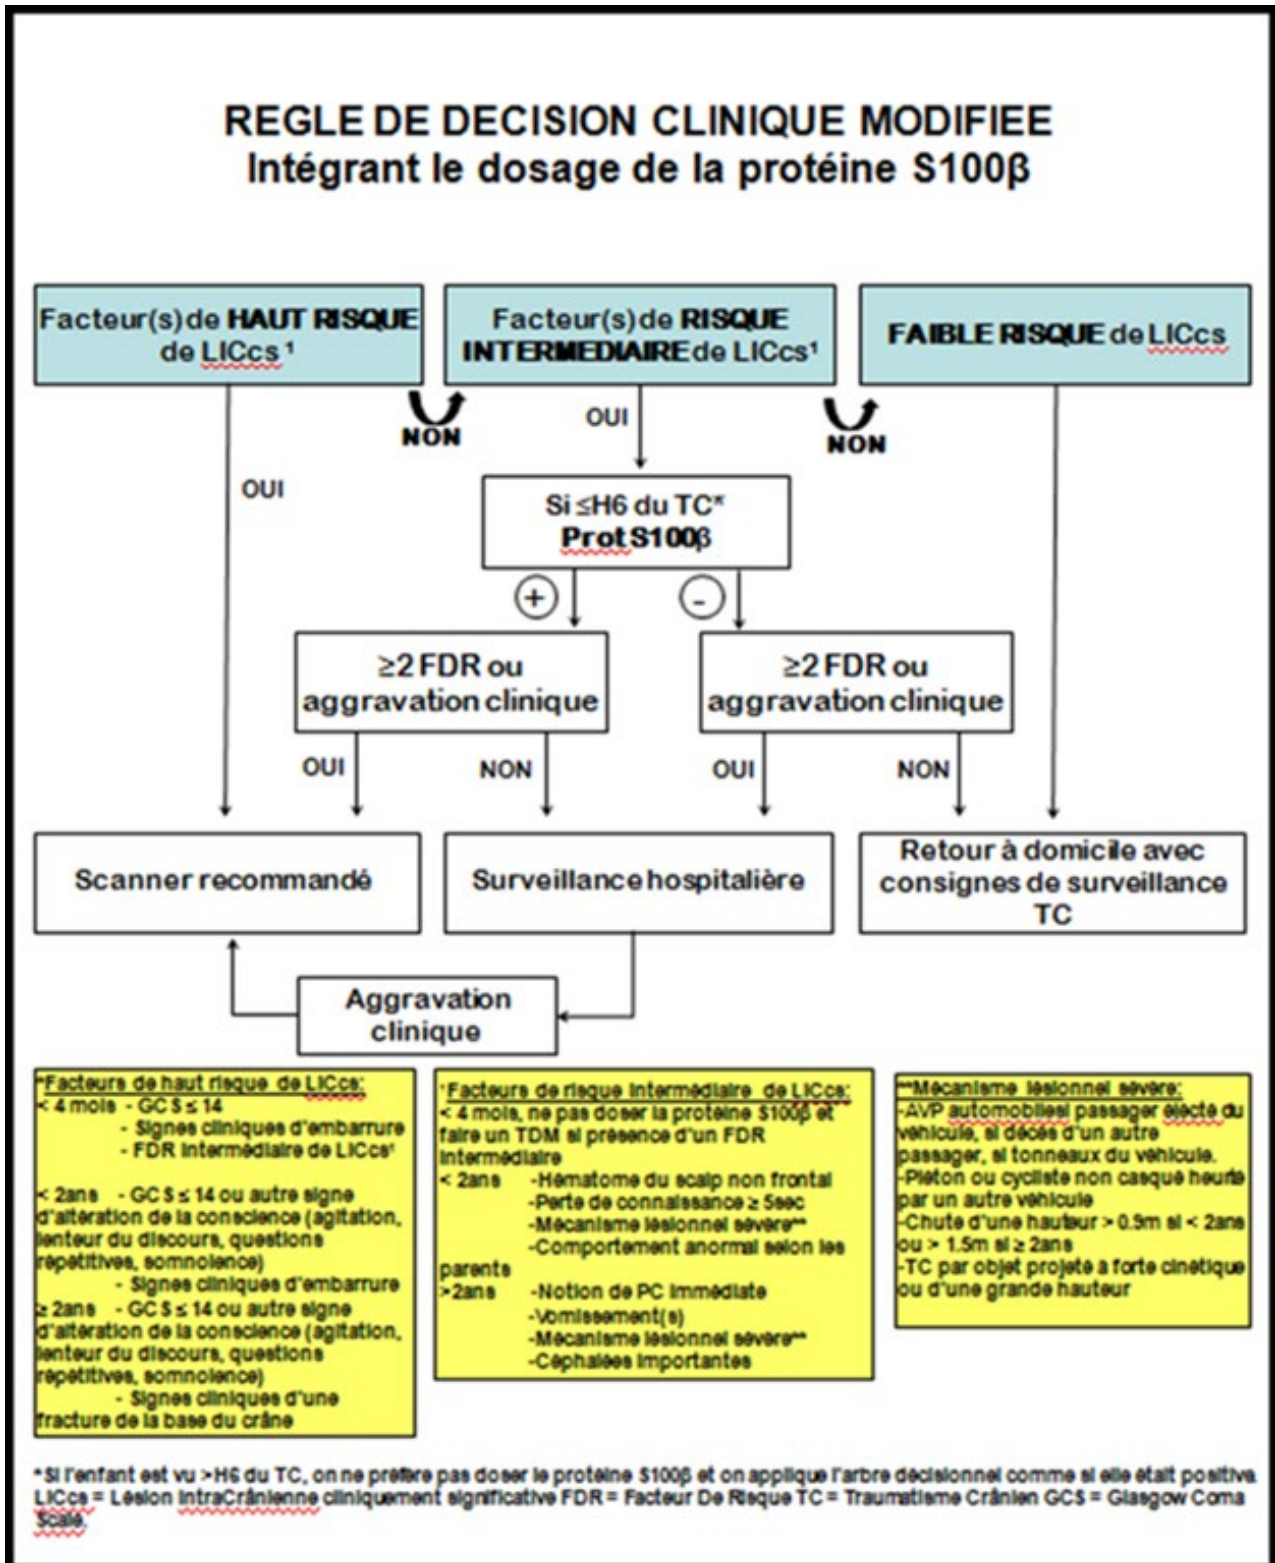 REGLE DE DECISION CLINIQUE MODIFIEE
Intégrant le dosage de la protéine S100β
Facteur(s) de HAUT RISQUE
de LICcs ¹
Facteur(s) de RISQUE
INTERMEDIAIRE de LICcs¹
FAIBLE RISQUE de LICcs
NON
OUI
NON
OUI
Si ≤H6 du TC*
Prot S100β
+
-
≥2 FDR ou
aggravation clinique
≥2 FDR ou
aggravation clinique
OUI
NON
OUI
NON
Scanner recommandé
Surveillance hospitalière
Retour à domicile avec
consignes de surveillance
TC
Aggravation
clinique
*Facteurs de haut risque de LICcs:
< 4 mois - GCS ≤ 14
- Signes cliniques d'embarrure
- FDR Intermédiaire de LICcs¹
< 2ans - GCS ≤ 14 ou autre signe
d'altération de la conscience (agitation,
lenteur du discours, questions
répétitives, somnolence)
- Signes cliniques d'embarrure
≥ 2ans - GCS ≤ 14 ou autre signe
d'altération de la conscience (agitation,
lenteur du discours, questions
répétitives, somnolence)
- Signes cliniques d'une
fracture de la base du crâne
¹Facteurs de risque Intermédiaire de LICcs:
< 4 mois, ne pas doser la protéine S100β et
faire un TDM si présence d'un FDR
Intermédiaire
< 2ans -Hématome du scalp non frontal
-Perte de connaissance ≥ 5sec
-Mécanisme lésionnel sévère**
-Comportement anormal selon les
parents
>2ans -Notion de PC Immédiate
-Vomissement(s)
-Mécanisme lésionnel sévère**
-Céphalées Importantes
**Mécanisme lésionnel sévère:
-AVP automobilesi passager éjecté du
véhicule, si décès d'un autre
passager, si tonneaux du véhicule.
-Piéton ou cycliste non casqué heurté
par un autre véhicule
-Chute d'une hauteur > 0.9m si < 2ans
ou > 1.5m si ≥ 2ans
-TC par objet projeté à forte cinétique
ou d'une grande hauteur
*Si l'enfant est vu >H6 du TC, on ne préfère pas doser le protéine S100β et on applique l'arbre décisionnel comme si elle était positive
LICcs = Lésion IntraCrânienne cliniquement significative FDR = Facteur De Risque TC = Traumatisme Crânien GCS = Glasgow Coma
Scale.